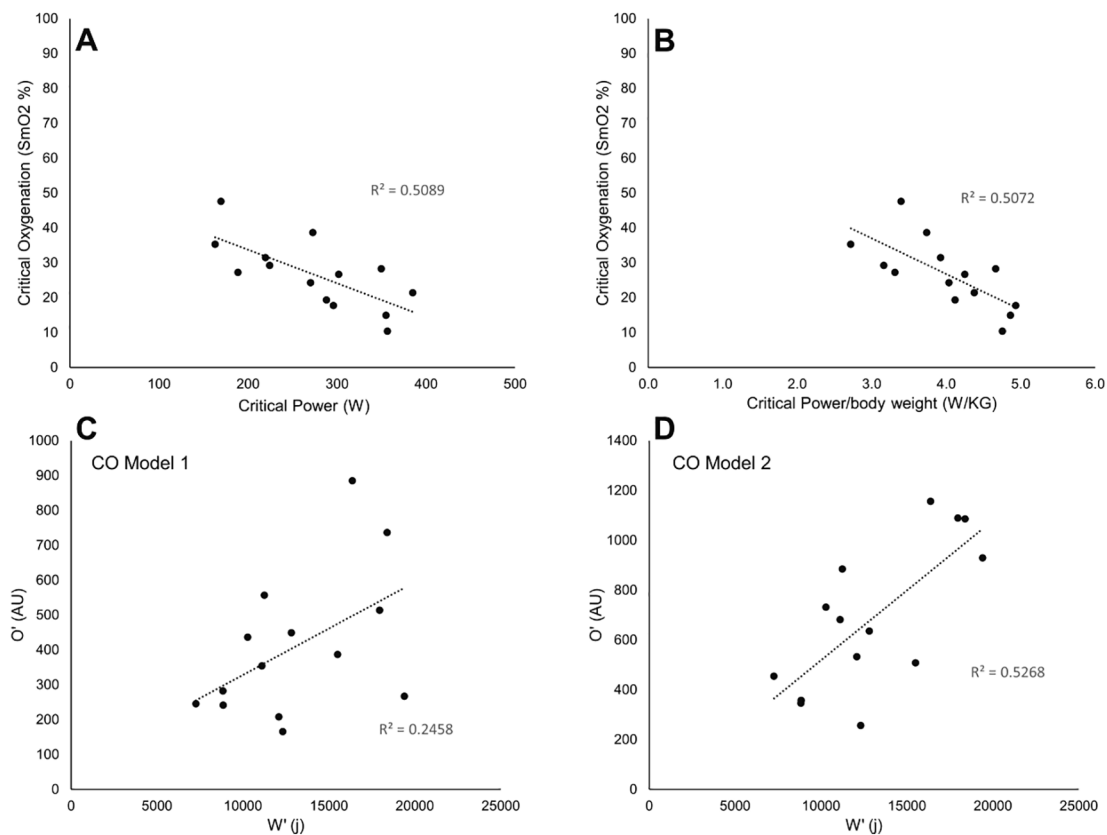 A
Critical Oxygenation (SmO2 %)
100
90
80
70
60
50
40
30
20
10
0
R² = 0.5089
0 100 200 300 400 500
Critical Power (W)
B
Critical Oxygenation (SmO2 %)
100
90
80
70
60
50
40
30
20
10
0
R² = 0.5072
0.0 1.0 2.0 3.0 4.0 5.0 6.0
Critical Power/body weight (W/KG)
C
CO Model 1
O' (AU)
1000
900
800
700
600
500
400
300
200
100
0
R² = 0.2458
0 5000 10000 15000 20000 25000
W' (j)
D
CO Model 2
O' (AU)
1400
1200
1000
800
600
400
200
0
R² = 0.5268
0 5000 10000 15000 20000 25000
W' (j)